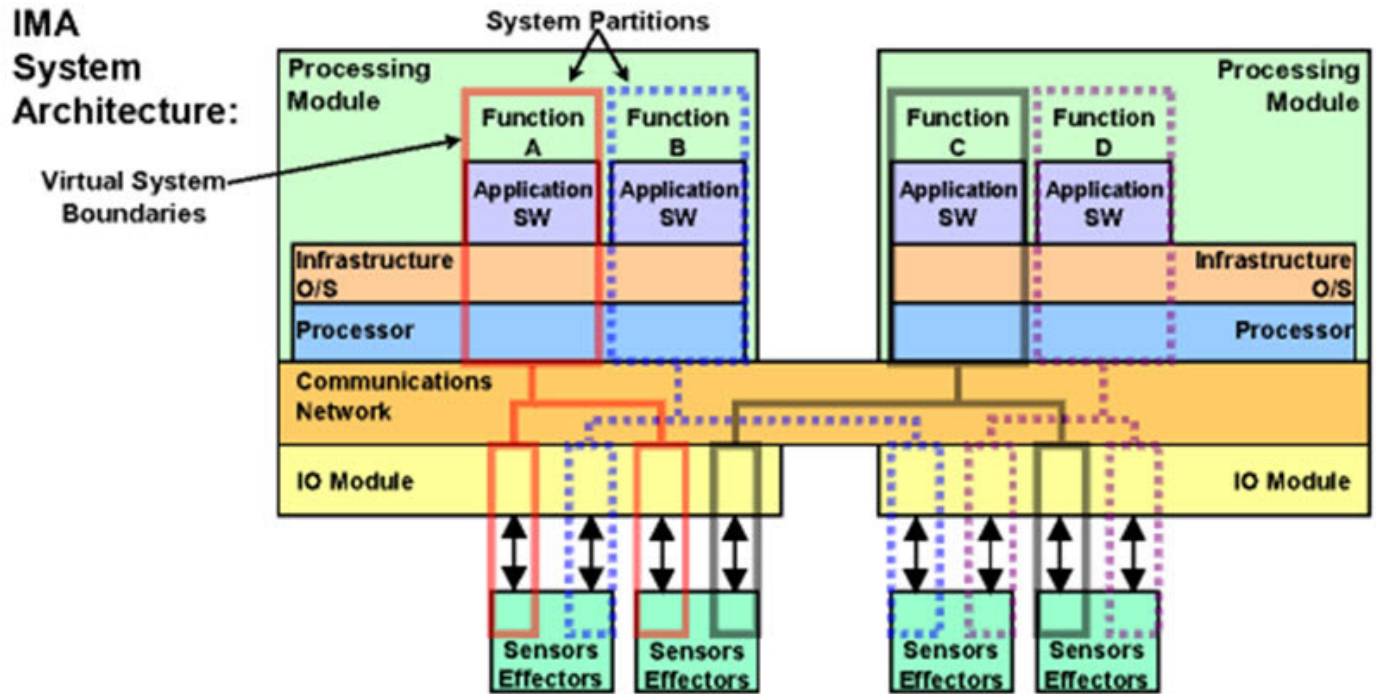 IMA
System
Architecture:
System Partitions
Virtual System
Boundaries
Processing
Module
Function
A
Function
B
Application
SW
Application
SW
Infrastructure
O/S
Processor
Processing
Module
Function
C
Function
D
Application
SW
Application
SW
Infrastructure
O/S
Processor
Communications
Network
IO Module
IO Module
Sensors
Effectors
Sensors
Effectors
Sensors
Effectors
Sensors
Effectors